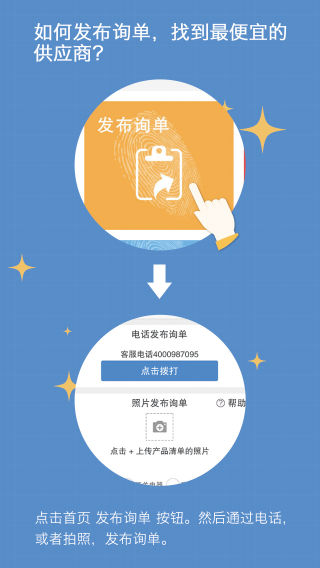 如何发布询单，找到最便宜的
供应商？
发布询单
电话发布询单
客服电话4000987095
点击拨打
照片发布询单 帮助
点击 + 上传产品清单的照片
点击首页 发布询单 按钮。然后通过电话，
或者拍照，发布询单。